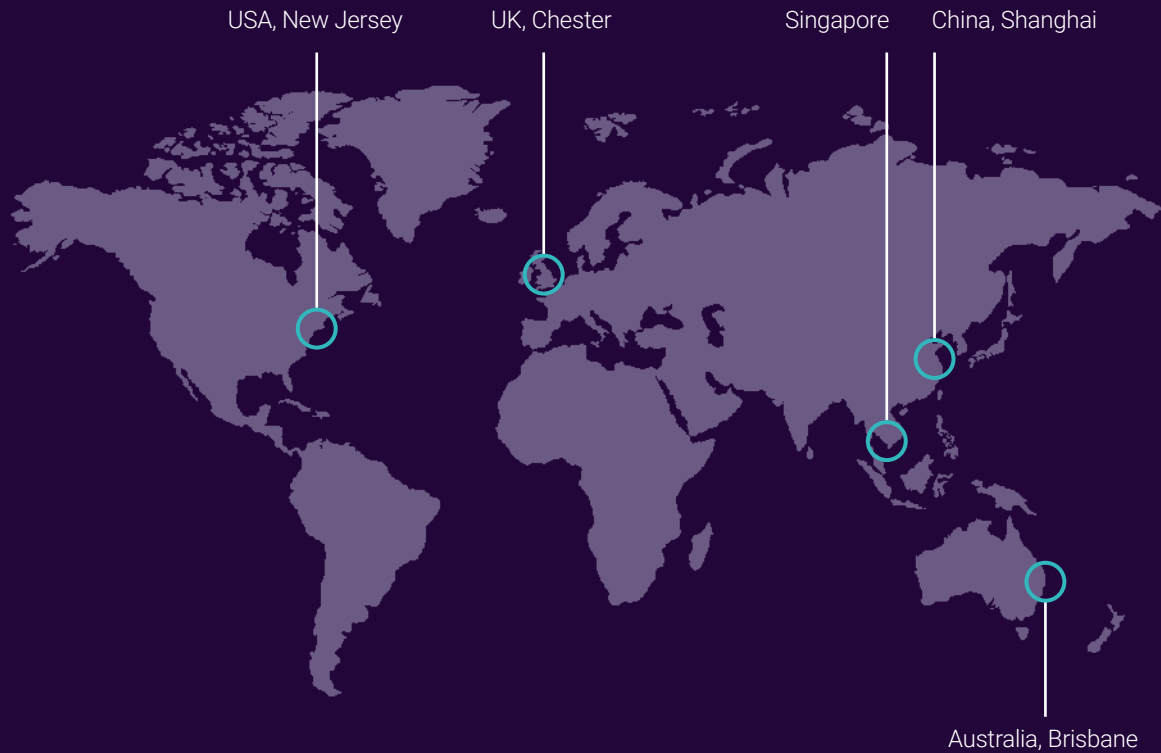 USA, New Jersey
UK, Chester
Singapore
China, Shanghai
Australia, Brisbane